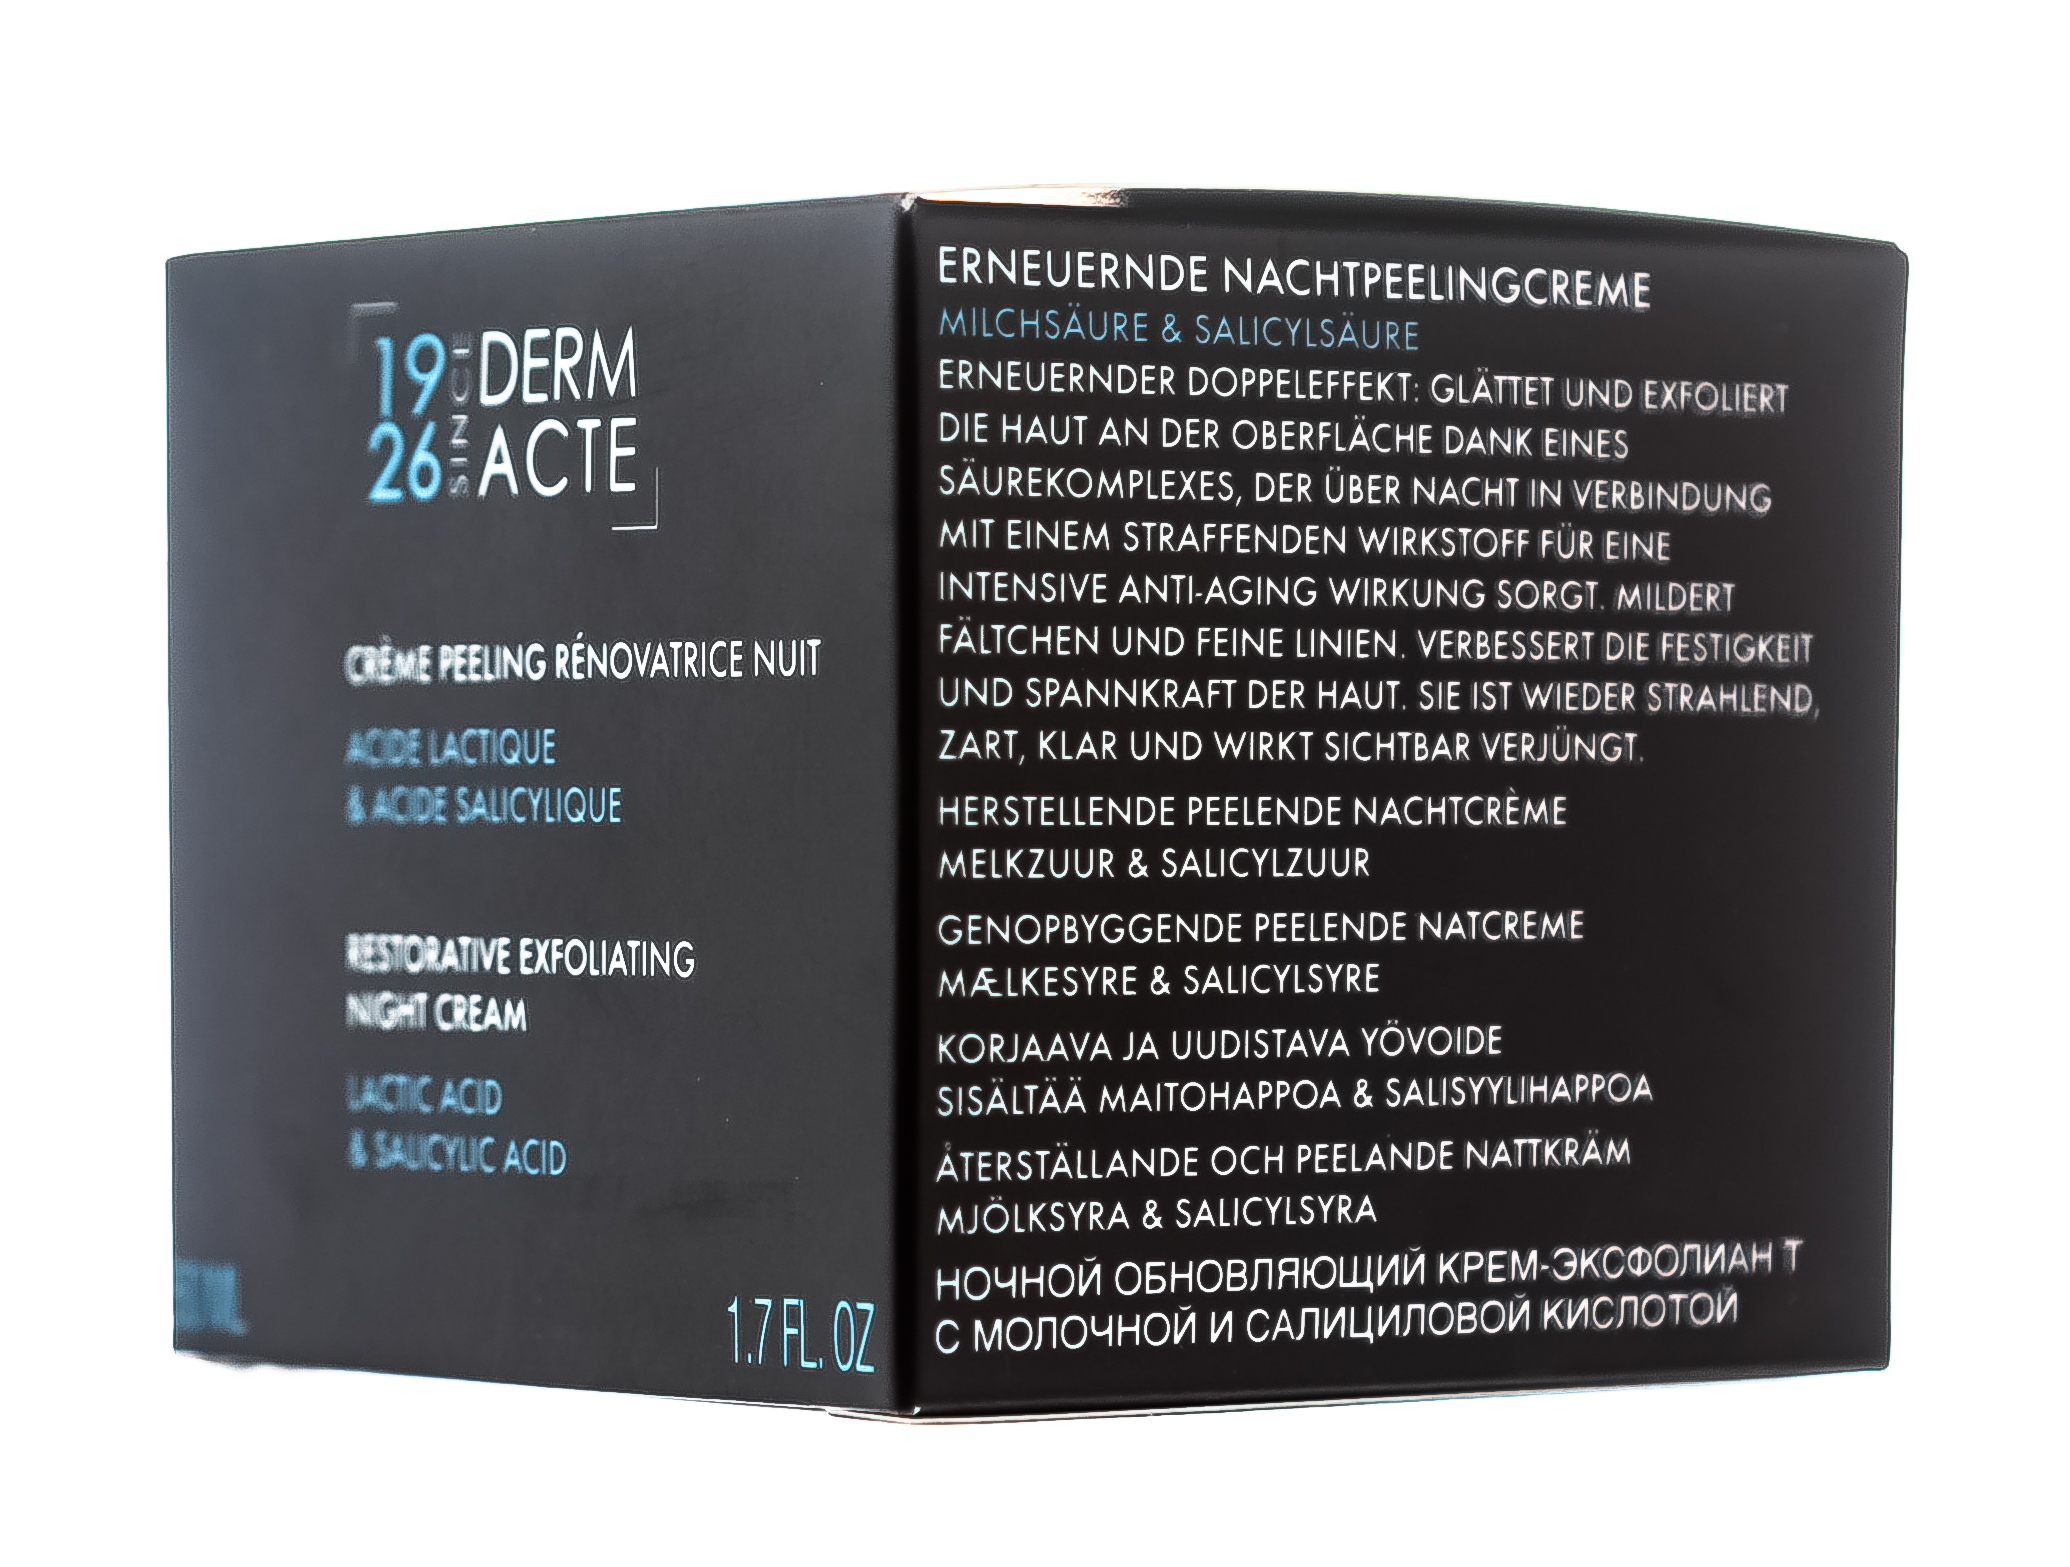 19
26
SINCE
DERM
ACTE
CRÈME PEELING RÉNOVATRICE NUIT
ACIDE LACTIQUE
& ACIDE SALICYLIQUE
RESTORATIVE EXFOLIATING
NIGHT CREAM
LACTIC ACID
& SALICYLIC ACID
1.7 FL. OZ
ERNEUERNDE NACHTPEELINGCREME
MILCHSÄURE & SALICYLSÄURE
ERNEUERNDER DOPPELEFFEKT: GLÄTTET UND EXFOLIERT
DIE HAUT AN DER OBERFLÄCHE DANK EINES
SÄUREKOMPLEXES, DER ÜBER NACHT IN VERBINDUNG
MIT EINEM STRAFFENDEN WIRKSTOFF FÜR EINE
INTENSIVE ANTI-AGING WIRKUNG SORGT. MILDERT
FÄLTCHEN UND FEINE LINIEN. VERBESSERT DIE FESTIGKEIT
UND SPANNKRAFT DER HAUT. SIE IST WIEDER STRAHLEND,
ZART, KLAR UND WIRKT SICHTBAR VERJÜNGT.
HERSTELLENDE PEELENDE NACHTCRÈME
MELKZUUR & SALICYLZUUR
GENOPBYGGENDE PEELENDE NATCREME
MÆLKESYRE & SALICYLSYRE
KORJAAVA JA UUDISTAVA YÖVOIDE
SISÄLTÄÄ MAITOHAPPOA & SALISYYLIHAPPOA
ÅTERSTÄLLANDE OCH PEELANDE NATTKRÄM
MJÖLKSYRA & SALICYLSYRA
НОЧНОЙ ОБНОВЛЯЮЩИЙ КРЕМ-ЭКСФОЛИАН Т
С МОЛОЧНОЙ И САЛИЦИЛОВОЙ КИСЛОТОЙ